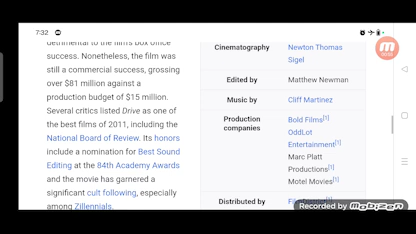 7:32
detrimental to the film's box office
success. Nonetheless, the film was
still a commercial success, grossing
over $81 million against a
production budget of $15 million.
Several critics listed Drive as one of
the best films of 2011, including the
National Board of Review. Its honors
include a nomination for Best Sound
Editing at the 84th Academy Awards
and the movie has garnered a
significant cult following, especially
among Zillennials.
Cinematography
Newton Thomas
Sigel
Edited by
Matthew Newman
Music by
Cliff Martinez
Production
companies
Bold Films[1]
OddLot
Entertainment[1]
Marc Platt
Productions[1]
Motel Movies[1]
Distributed by
Recorded by mobizen